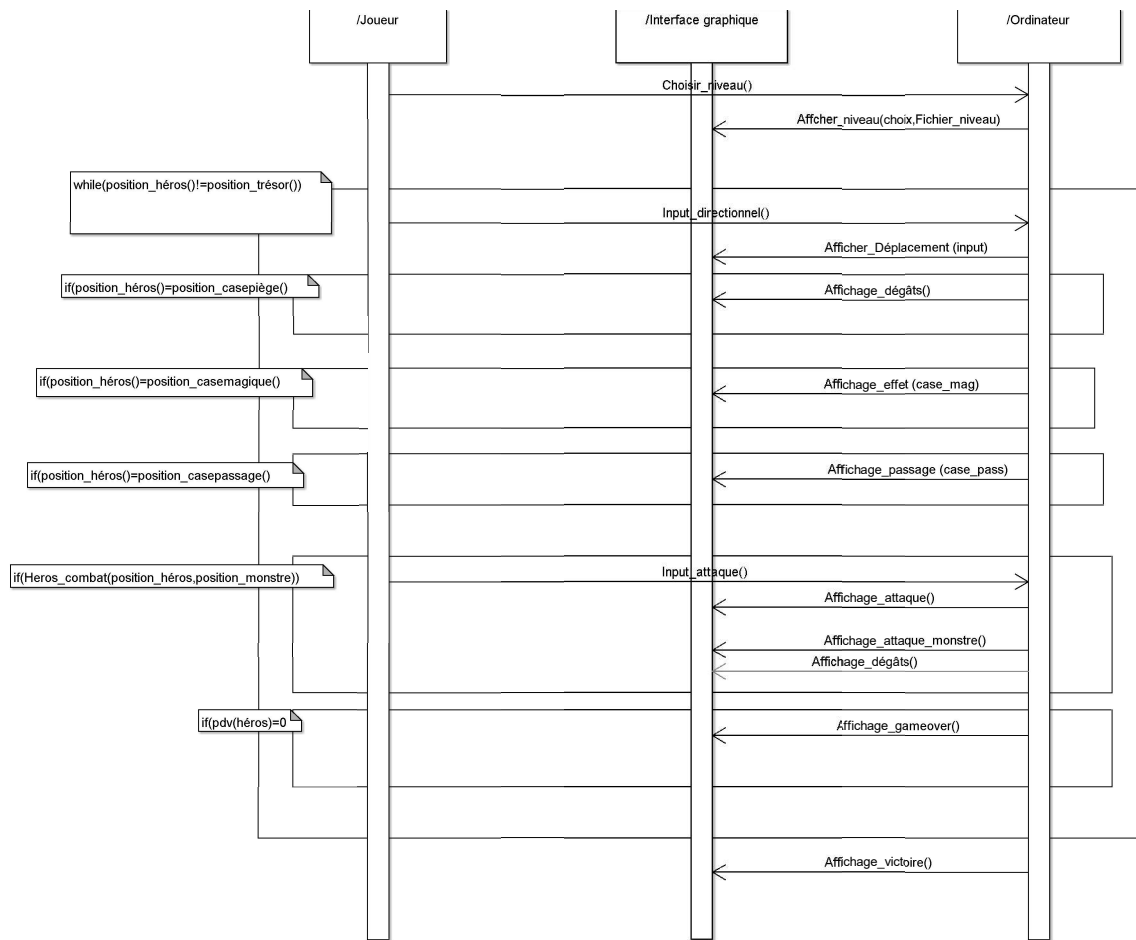 /Joueur
/Interface graphique
/Ordinateur
Choisir_niveau()
Affcher_niveau(choix,Fichier_niveau)
while(position_héros()!=position_trésor())
Input_directionnel()
Afficher_Déplacement (input)
if(position_héros()=position_casepiège()
Affichage_dégâts()
if(position_héros()=position_casemagique()
Affichage_effet (case_mag)
if(position_héros()=position_casepassage()
Affichage_passage (case_pass)
if(Heros_combat(position_héros,position_monstre))
Input_attaque()
Affichage_attaque()
Affichage_attaque_monstre()
Affichage_dégâts()
if(pdv(héros)=0
Affichage_gameover()
Affichage_victoire()